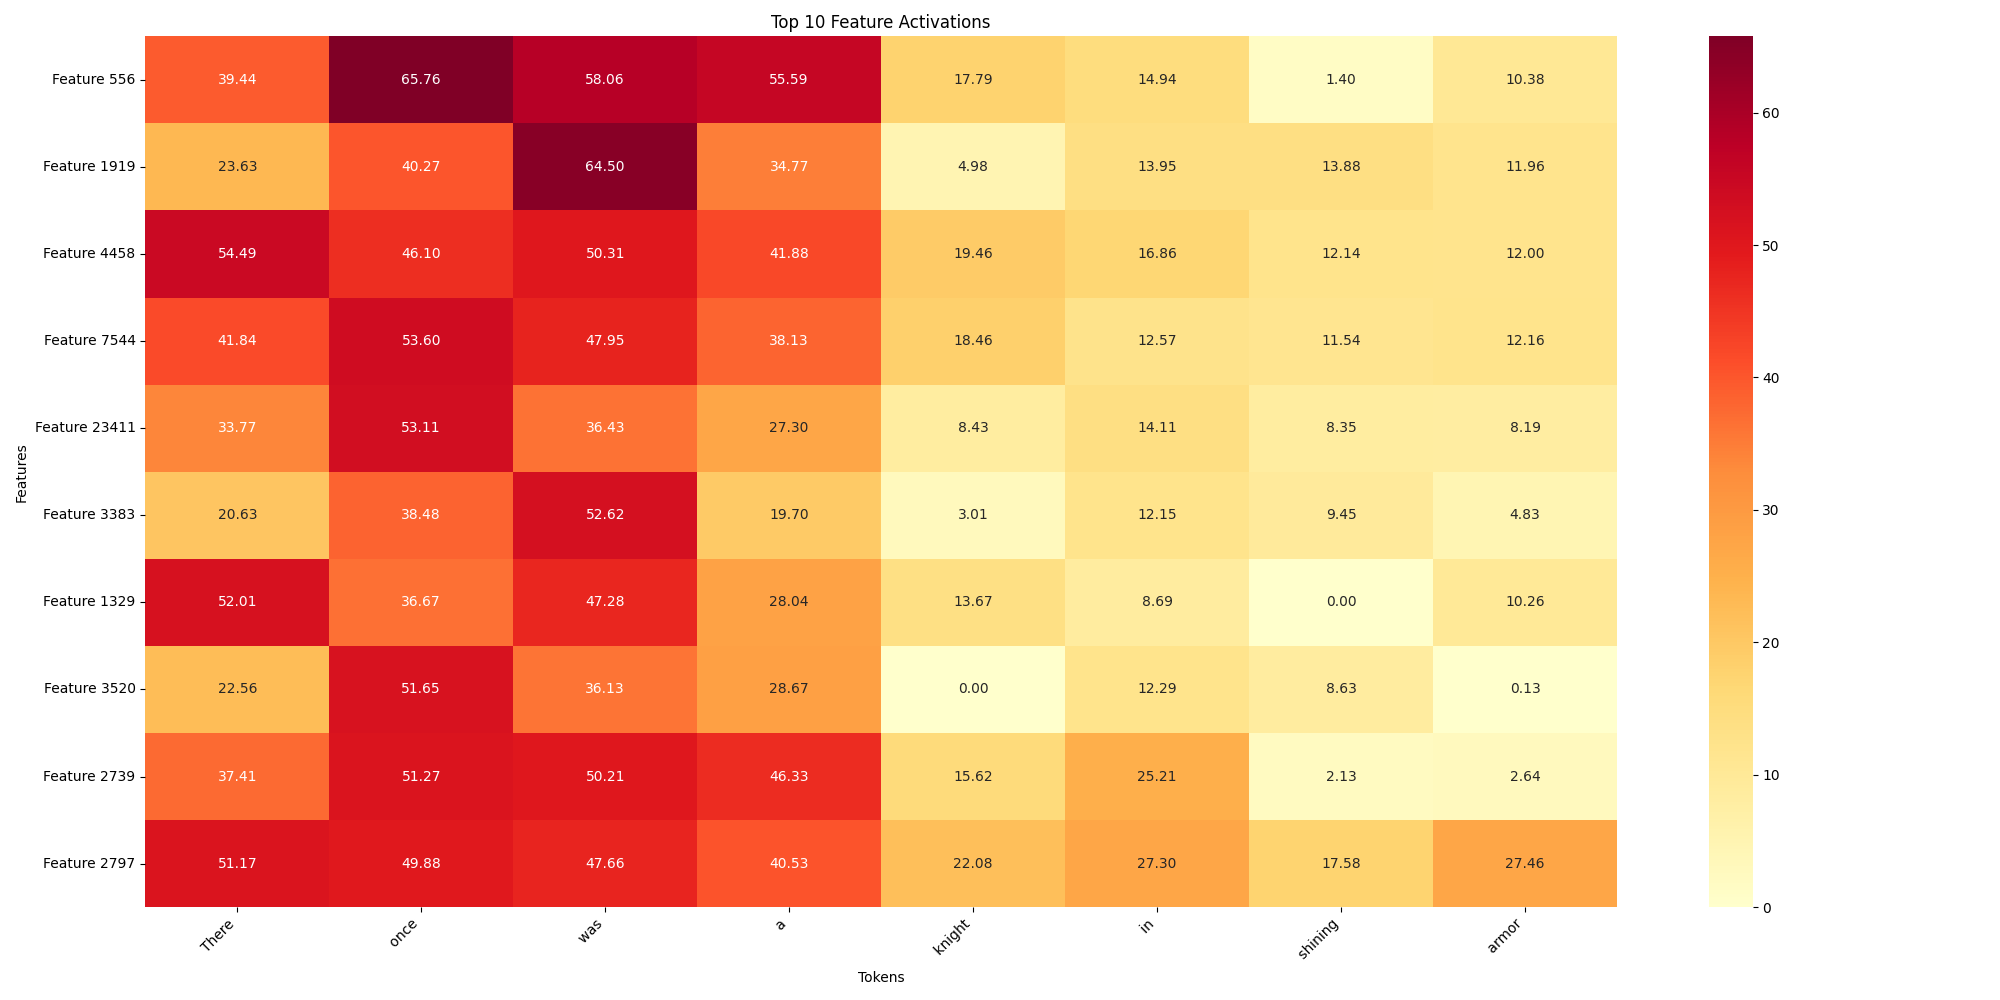 Top 10 Feature Activations
Feature 556 39.44 65.76 58.06 55.59 17.79 14.94 1.40 10.38
Feature 1919 23.63 40.27 64.50 34.77 4.98 13.95 13.88 11.96
Feature 4458 54.49 46.10 50.31 41.88 19.46 16.86 12.14 12.00
Feature 7544 41.84 53.60 47.95 38.13 18.46 12.57 11.54 12.16
Feature 23411 33.77 53.11 36.43 27.30 8.43 14.11 8.35 8.19
Feature 3383 20.63 38.48 52.62 19.70 3.01 12.15 9.45 4.83
Feature 1329 52.01 36.67 47.28 28.04 13.67 8.69 0.00 10.26
Feature 3520 22.56 51.65 36.13 28.67 0.00 12.29 8.63 0.13
Feature 2739 37.41 51.27 50.21 46.33 15.62 25.21 2.13 2.64
Feature 2797 51.17 49.88 47.66 40.53 22.08 27.30 17.58 27.46
There once was a knight in shining armor
Tokens
Features
60
50
40
30
20
10
0